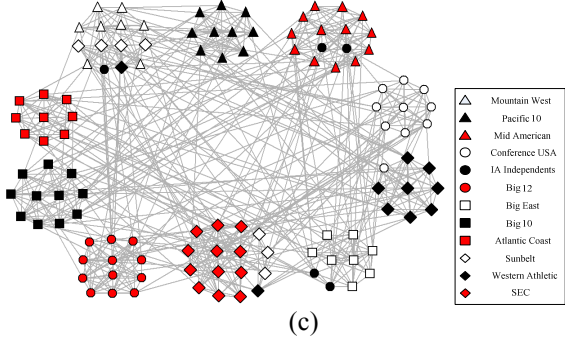 Mountain West
Pacific 10
Mid American
Conference USA
IA Independents
Big 12
Big East
Big 10
Atlantic Coast
Sunbelt
Western Athletic
SEC
(c)